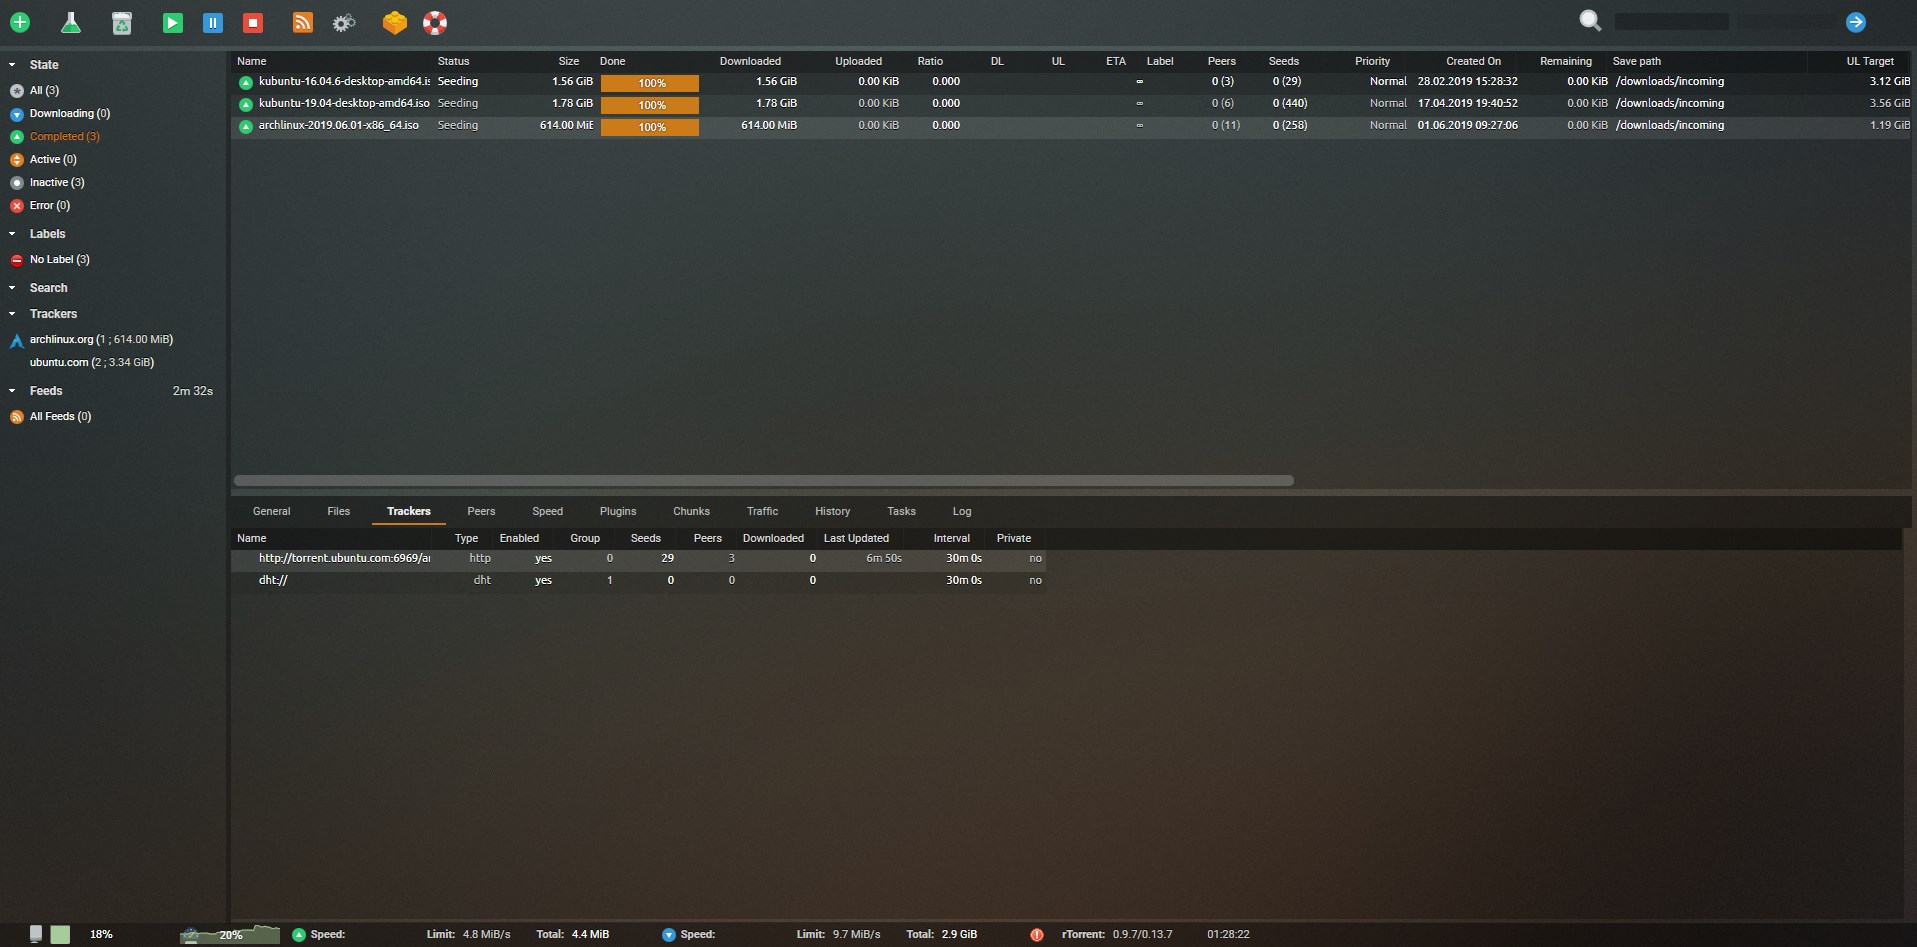 State
All (3)
Downloading (0)
Completed (3)
Active (0)
Inactive (3)
Error (0)
Labels
No Label (3)
Search
Trackers
archlinux.org (1 ; 614.00 MiB)
ubuntu.com (2 ; 3.34 GiB)
Feeds 2m 32s
All Feeds (0)
Name Status Size Done Downloaded Uploaded Ratio DL UL ETA Label Peers Seeds Priority Created On Remaining Save path UL Target
kubuntu-16.04.6-desktop-amd64.is Seeding 1.56 GiB 100% 1.56 GiB 0.00 KiB 0.000 ∞ 0 (3) 0 (29) Normal 28.02.2019 15:28:32 0.00 KiB /downloads/incoming 3.12 GiB
kubuntu-19.04-desktop-amd64.iso Seeding 1.78 GiB 100% 1.78 GiB 0.00 KiB 0.000 ∞ 0 (6) 0 (440) Normal 17.04.2019 19:40:52 0.00 KiB /downloads/incoming 3.56 GiB
archlinux-2019.06.01-x86_64.iso Seeding 614.00 MiB 100% 614.00 MiB 0.00 KiB 0.000 ∞ 0 (11) 0 (258) Normal 01.06.2019 09:27:06 0.00 KiB /downloads/incoming 1.19 GiB
General Files Trackers Peers Speed Plugins Chunks Traffic History Tasks Log
Name Type Enabled Group Seeds Peers Downloaded Last Updated Interval Private
http://torrent.ubuntu.com:6969/an http yes 0 29 3 0 6m 50s 30m 0s no
dht:// dht yes 1 0 0 0 30m 0s no
18% 20% Speed: Limit: 4.8 MiB/s Total: 4.4 MiB Speed: Limit: 9.7 MiB/s Total: 2.9 GiB rTorrent: 0.9.7/0.13.7 01:28:22